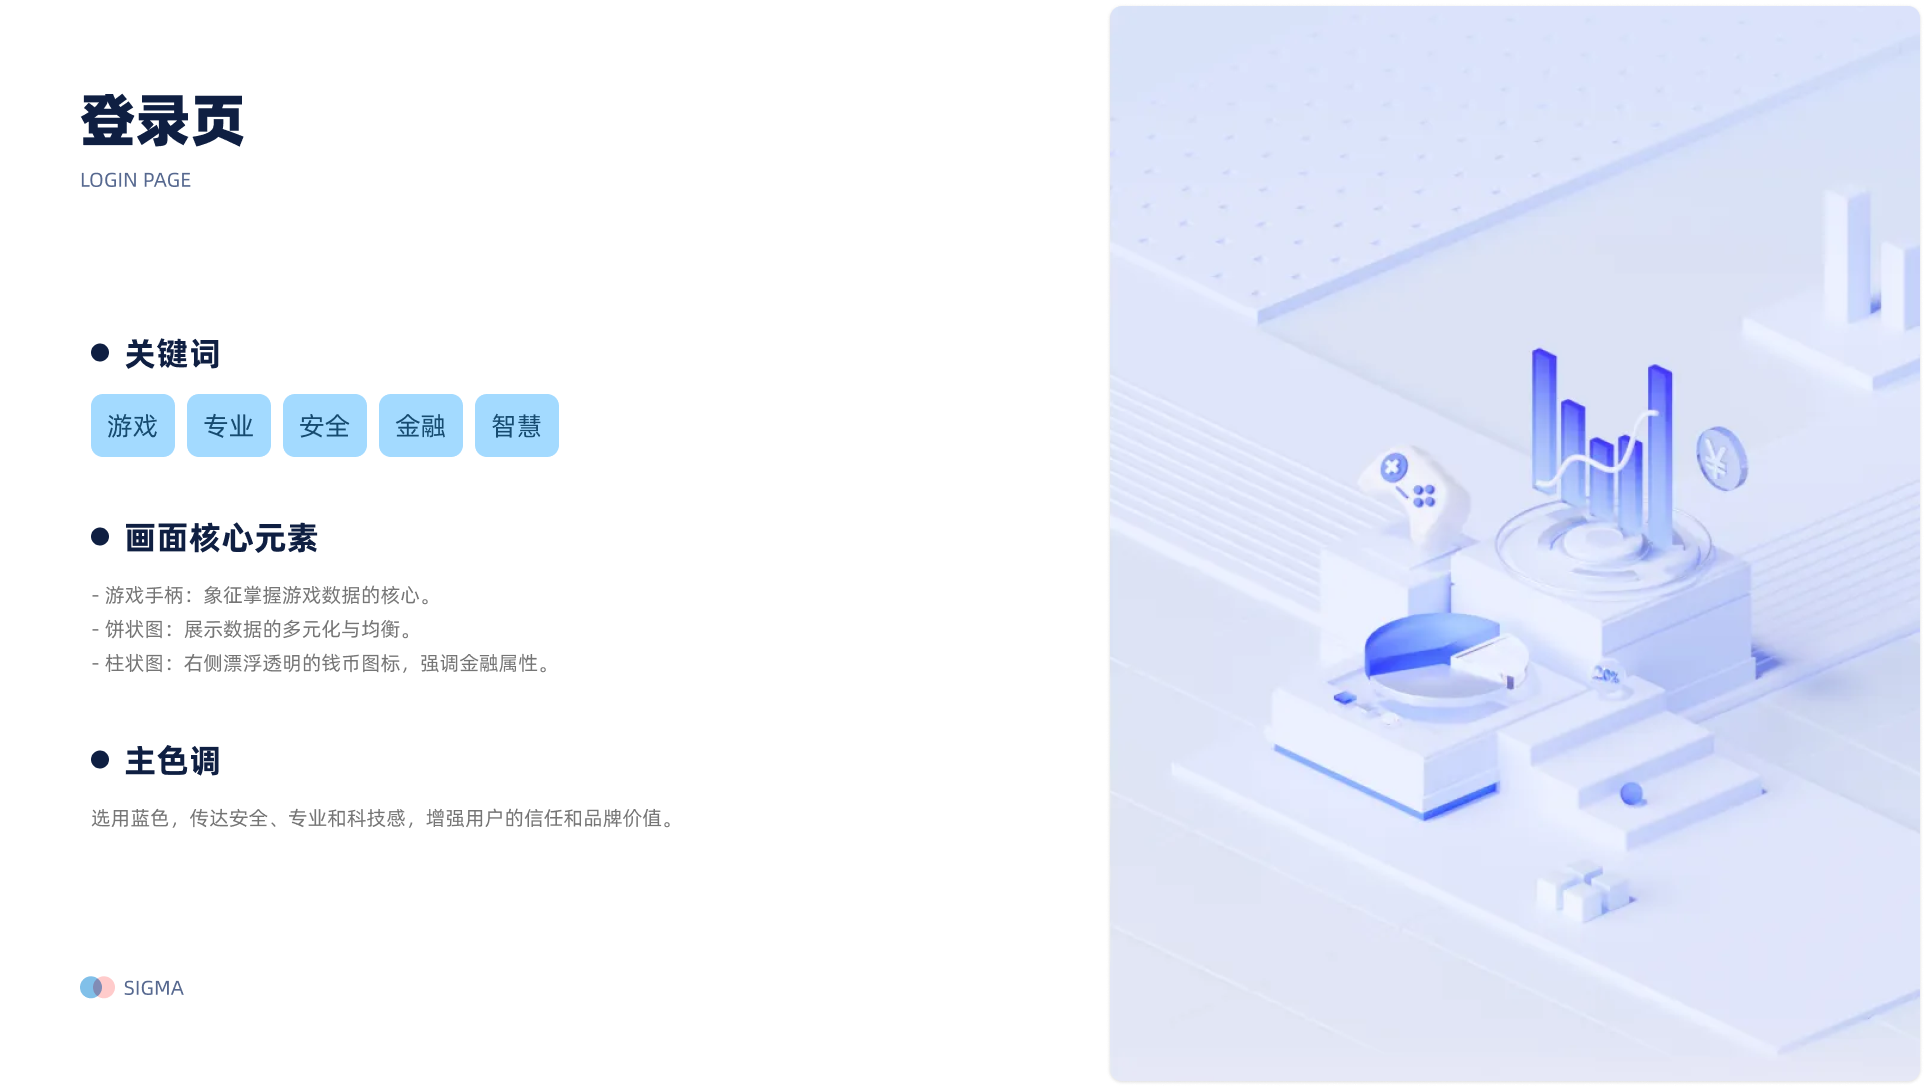 登录页
LOGIN PAGE
● 关键词
游戏 专业 安全 金融 智慧
● 画面核心元素
- 游戏手柄：象征掌握游戏数据的核心。
- 饼状图：展示数据的多元化与均衡。
- 柱状图：右侧漂浮透明的钱币图标，强调金融属性。
● 主色调
选用蓝色，传达安全、专业和科技感，增强用户的信任和品牌价值。
SIGMA
¥
20%